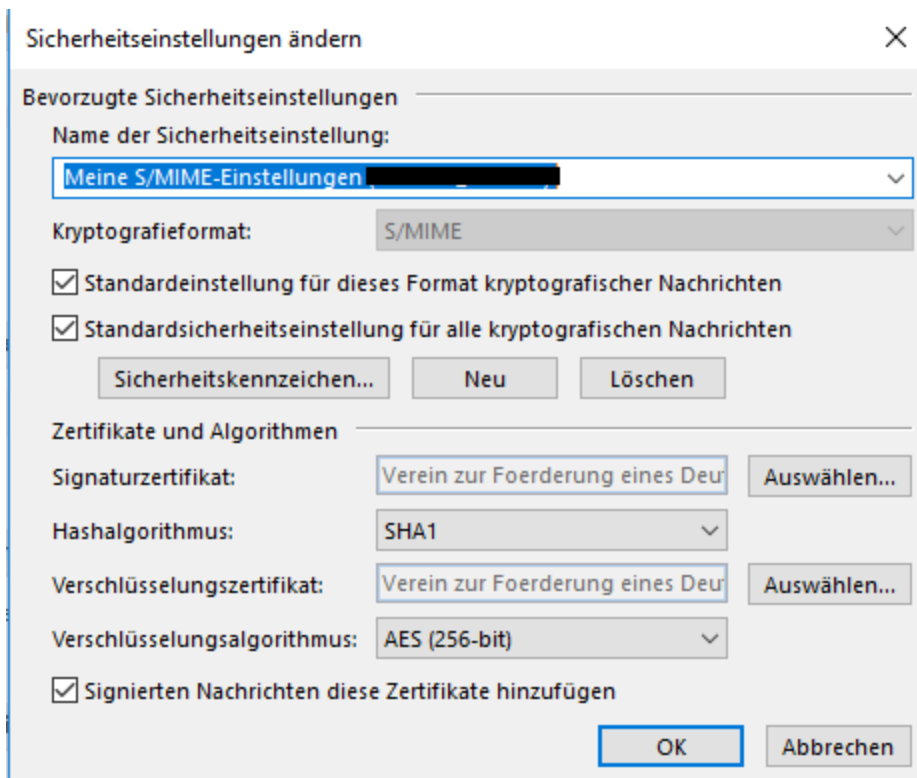 Sicherheitseinstellungen ändern
Bevorzugte Sicherheitseinstellungen
Name der Sicherheitseinstellung:
Meine S/MIME-Einstellungen
Kryptografieformat: S/MIME
Standardeinstellung für dieses Format kryptografischer Nachrichten
Standardsicherheitseinstellung für alle kryptografischen Nachrichten
Sicherheitskennzeichen... Neu Löschen
Zertifikate und Algorithmen
Signaturzertifikat: Verein zur Foerderung eines Deu Auswählen...
Hashalgorithmus: SHA1
Verschlüsselungszertifikat: Verein zur Foerderung eines Deu Auswählen...
Verschlüsselungsalgorithmus: AES (256-bit)
Signierten Nachrichten diese Zertifikate hinzufügen
OK Abbrechen